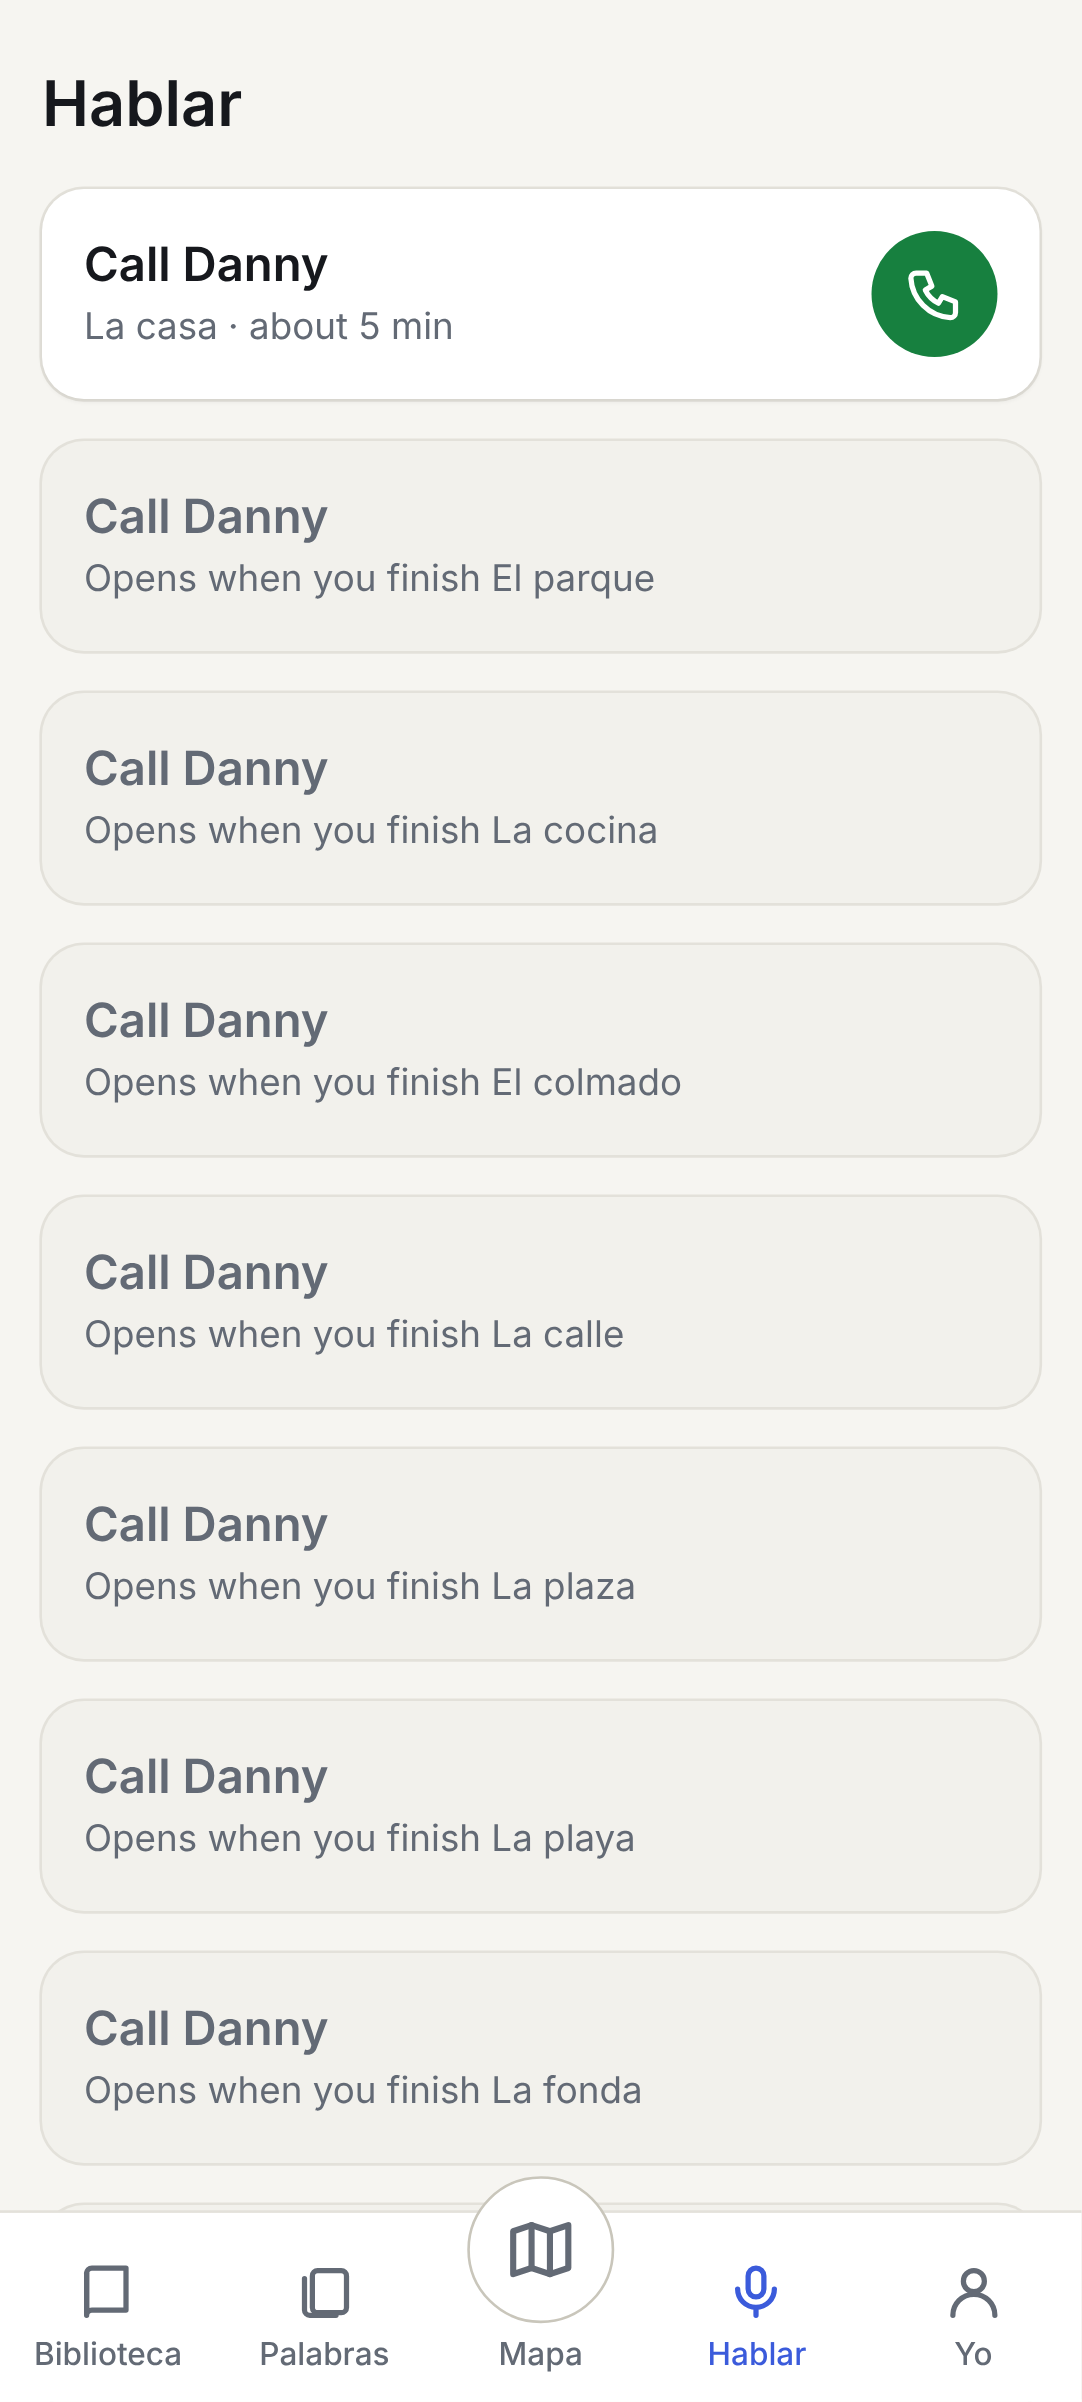 Hablar
Call Danny
La casa · about 5 min
Call Danny
Opens when you finish El parque
Call Danny
Opens when you finish La cocina
Call Danny
Opens when you finish El colmado
Call Danny
Opens when you finish La calle
Call Danny
Opens when you finish La plaza
Call Danny
Opens when you finish La playa
Call Danny
Opens when you finish La fonda
Biblioteca
Palabras
Mapa
Hablar
Yo